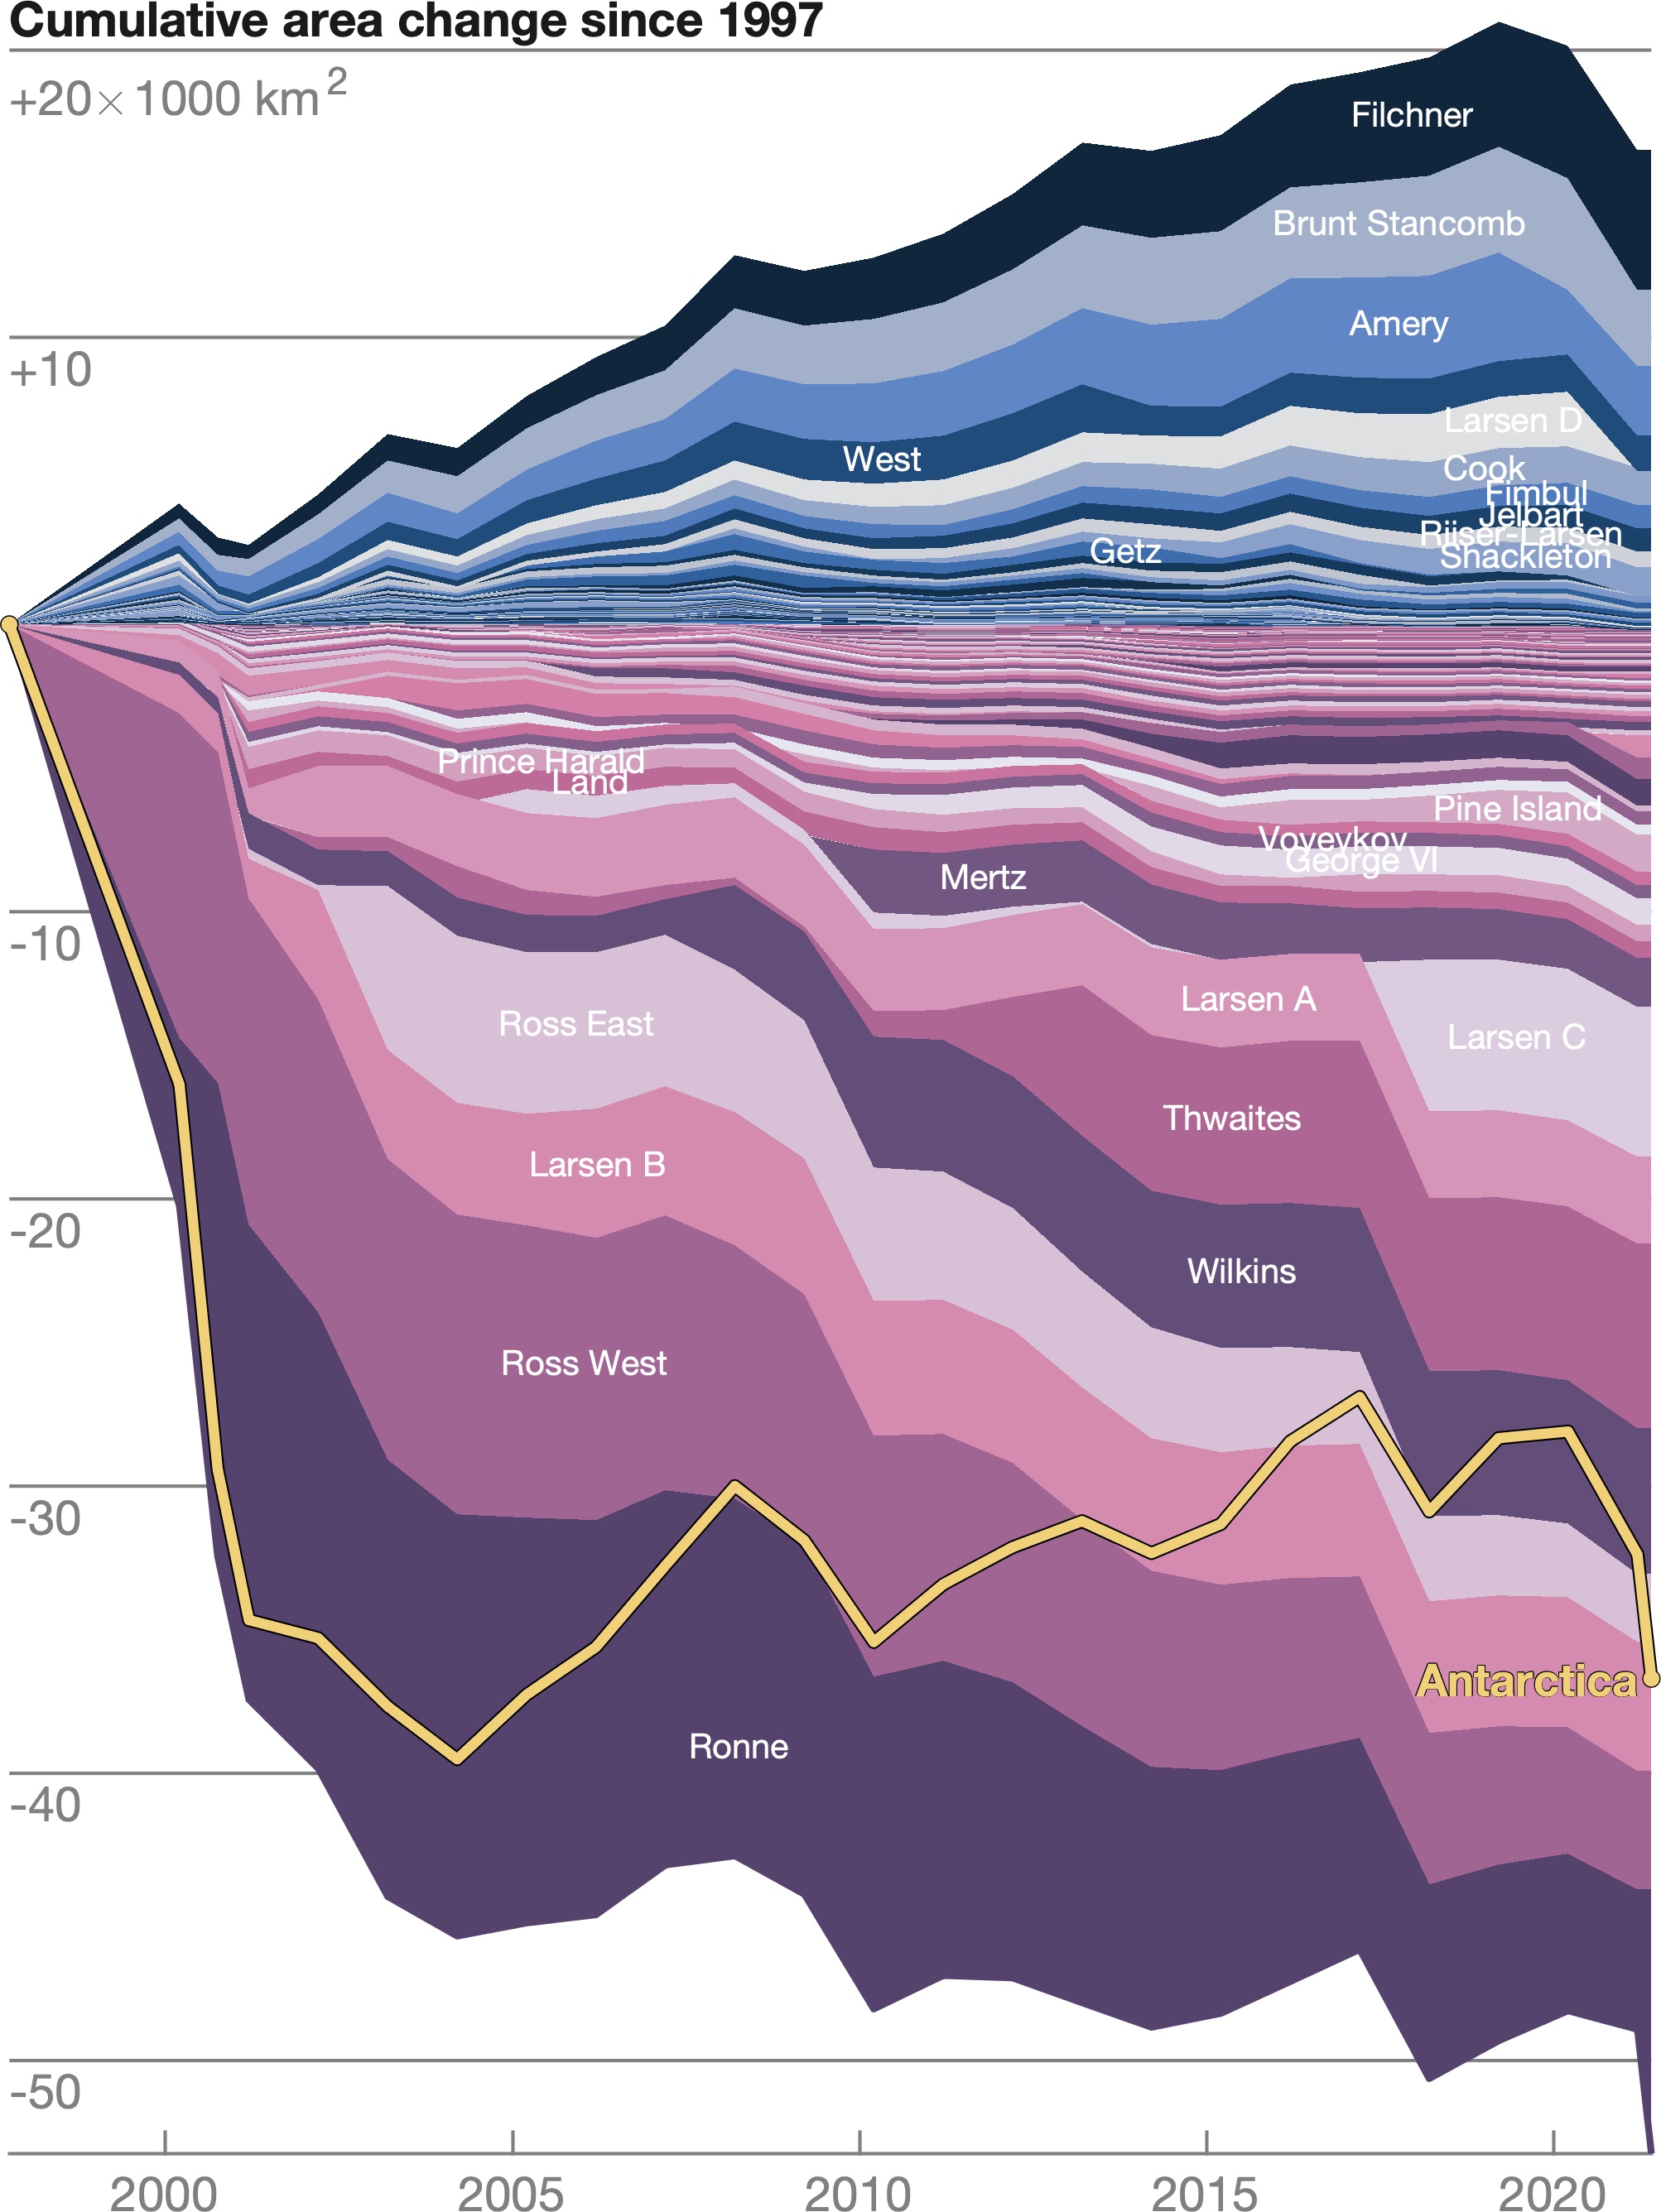 Cumulative area change since 1997
+20×1000 km²
Filchner
Brunt Stancomb
Amery
+10
Larsen D
West
Cook
Fimbul
Jelbart
Riiser-Larsen
Getz
Shackleton
Prince Harald
Land
Pine Island
Voyeykov
George VI
Mertz
-10
Larsen A
Ross East
Larsen C
Thwaites
Larsen B
-20
Wilkins
Ross West
-30
Antarctica
Ronne
-40
-50
2000 2005 2010 2015 2020